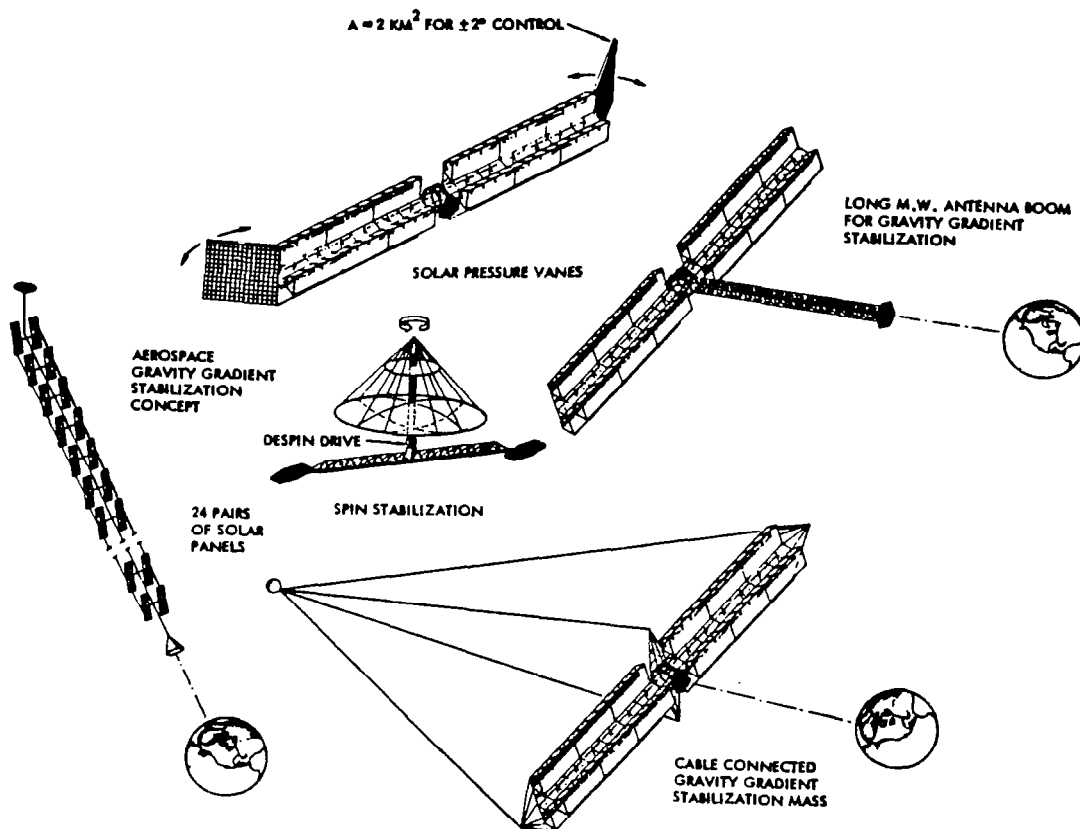 A = 2 KM² FOR ±2° CONTROL
LONG M.W. ANTENNA BOOM
FOR GRAVITY GRADIENT
STABILIZATION
SOLAR PRESSURE VANES
AEROSPACE
GRAVITY GRADIENT
STABILIZATION
CONCEPT
DESPIN DRIVE
24 PAIRS
OF SOLAR
PANELS
SPIN STABILIZATION
CABLE CONNECTED
GRAVITY GRADIENT
STABILIZATION MASS